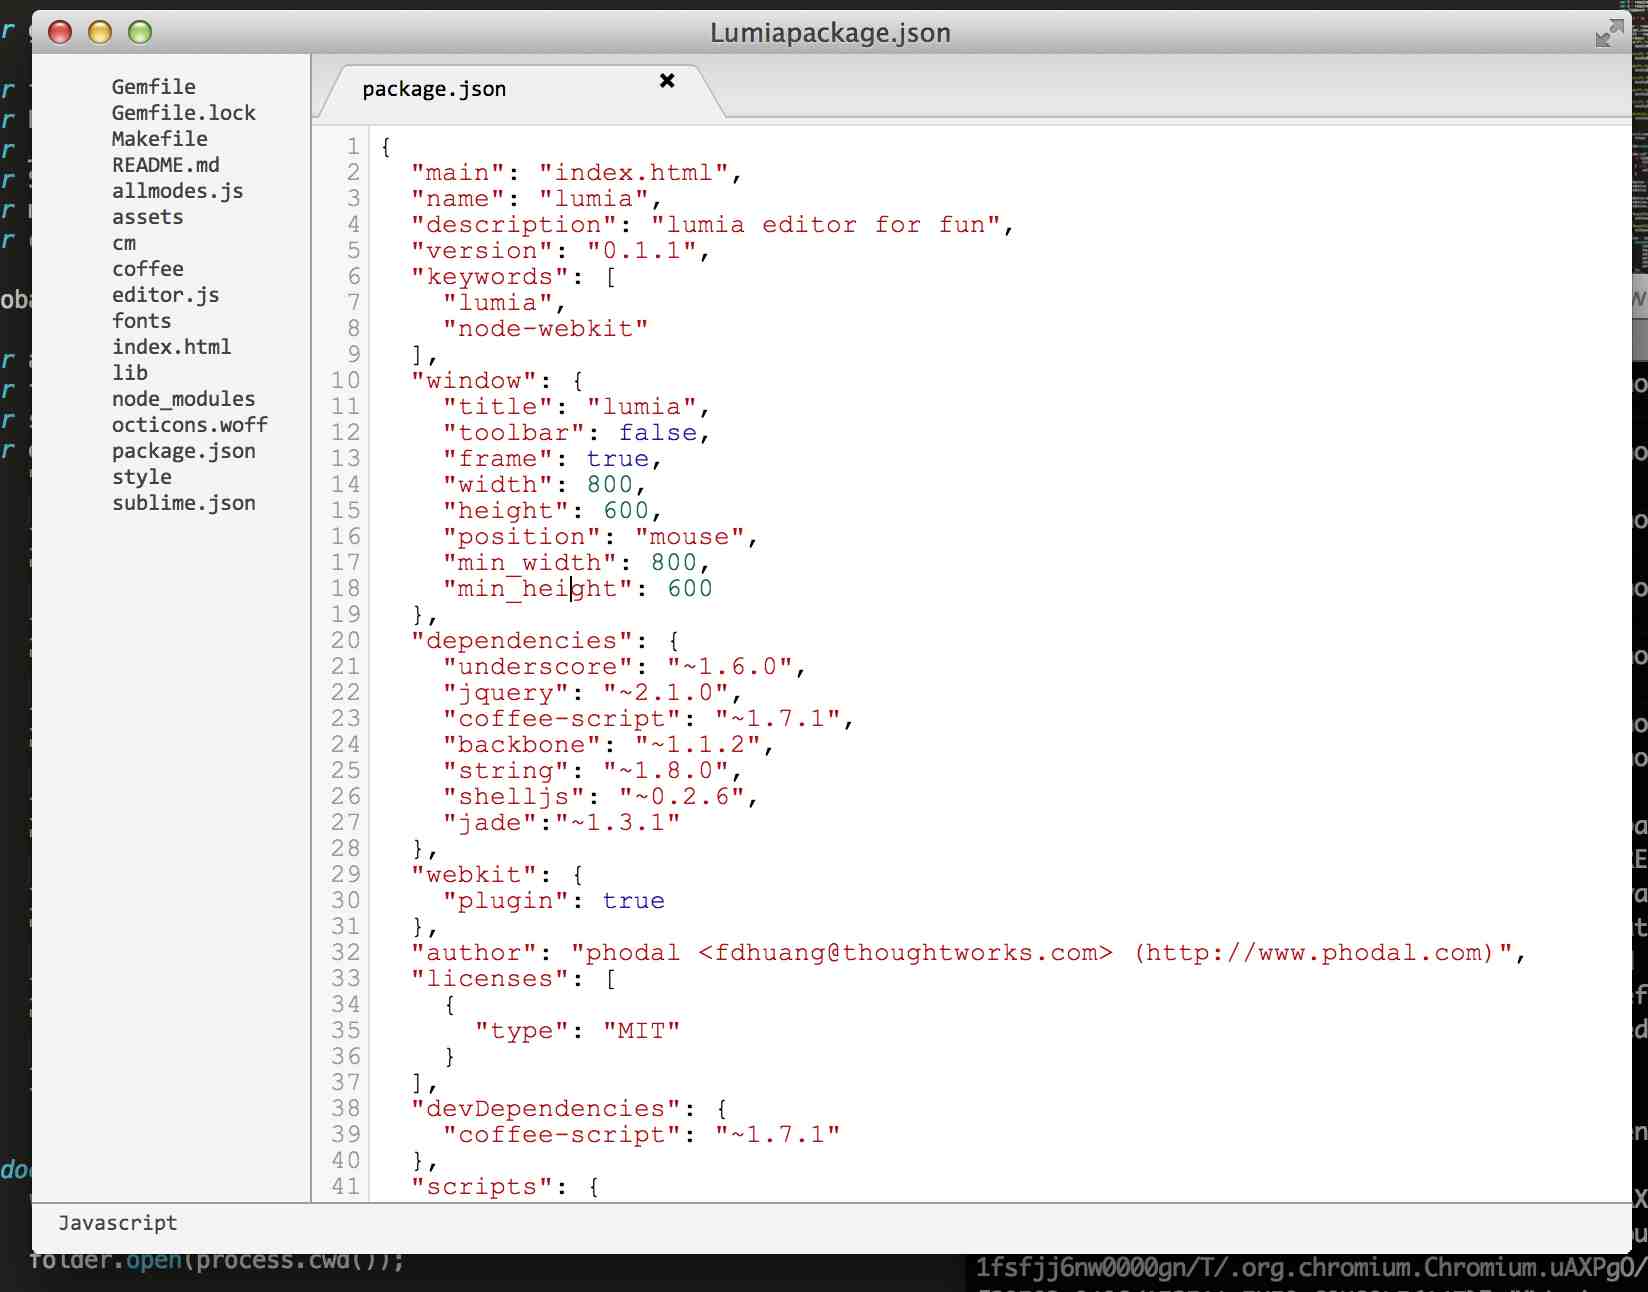 Lumiapackage.json
Gemfile
Gemfile.lock
Makefile
README.md
allmodes.js
assets
cm
coffee
editor.js
fonts
index.html
lib
node_modules
octicons.woff
package.json
style
sublime.json
package.json ✖
1 {
2 "main": "index.html",
3 "name": "lumia",
4 "description": "lumia editor for fun",
5 "version": "0.1.1",
6 "keywords": [
7 "lumia",
8 "node-webkit"
9 ],
10 "window": {
11 "title": "lumia",
12 "toolbar": false,
13 "frame": true,
14 "width": 800,
15 "height": 600,
16 "position": "mouse",
17 "min_width": 800,
18 "min_height": 600
19 },
20 "dependencies": {
21 "underscore": "~1.6.0",
22 "jquery": "~2.1.0",
23 "coffee-script": "~1.7.1",
24 "backbone": "~1.1.2",
25 "string": "~1.8.0",
26 "shelljs": "~0.2.6",
27 "jade":"~1.3.1"
28 },
29 "webkit": {
30 "plugin": true
31 },
32 "author": "phodal <fdhuang@thoughtworks.com> (http://www.phodal.com)",
33 "licenses": [
34 {
35 "type": "MIT"
36 }
37 ],
38 "devDependencies": {
39 "coffee-script": "~1.7.1"
40 },
41 "scripts": {
Javascript
folder.open(process.cwd());
1fsfjj6nw0000gn/T/.org.chromium.Chromium.uAXPgO/